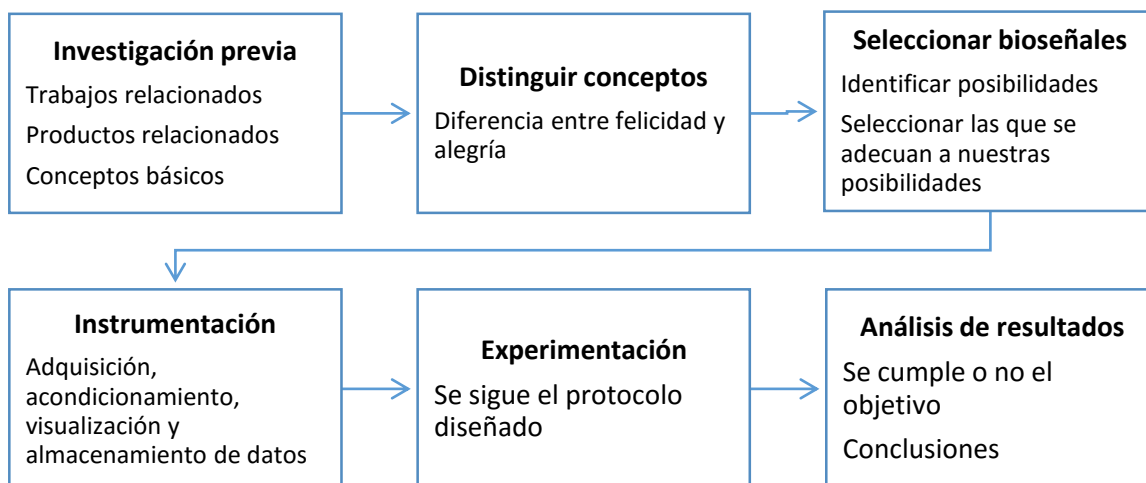 Investigación previa
Trabajos relacionados
Productos relacionados
Conceptos básicos
Distinguir conceptos
Diferencia entre felicidad y
alegría
Seleccionar bioseñales
Identificar posibilidades
Seleccionar las que se
adecuan a nuestras
posibilidades
Instrumentación
Adquisición,
acondicionamiento,
visualización y
almacenamiento de datos
Experimentación
Se sigue el protocolo
diseñado
Análisis de resultados
Se cumple o no el
objetivo
Conclusiones